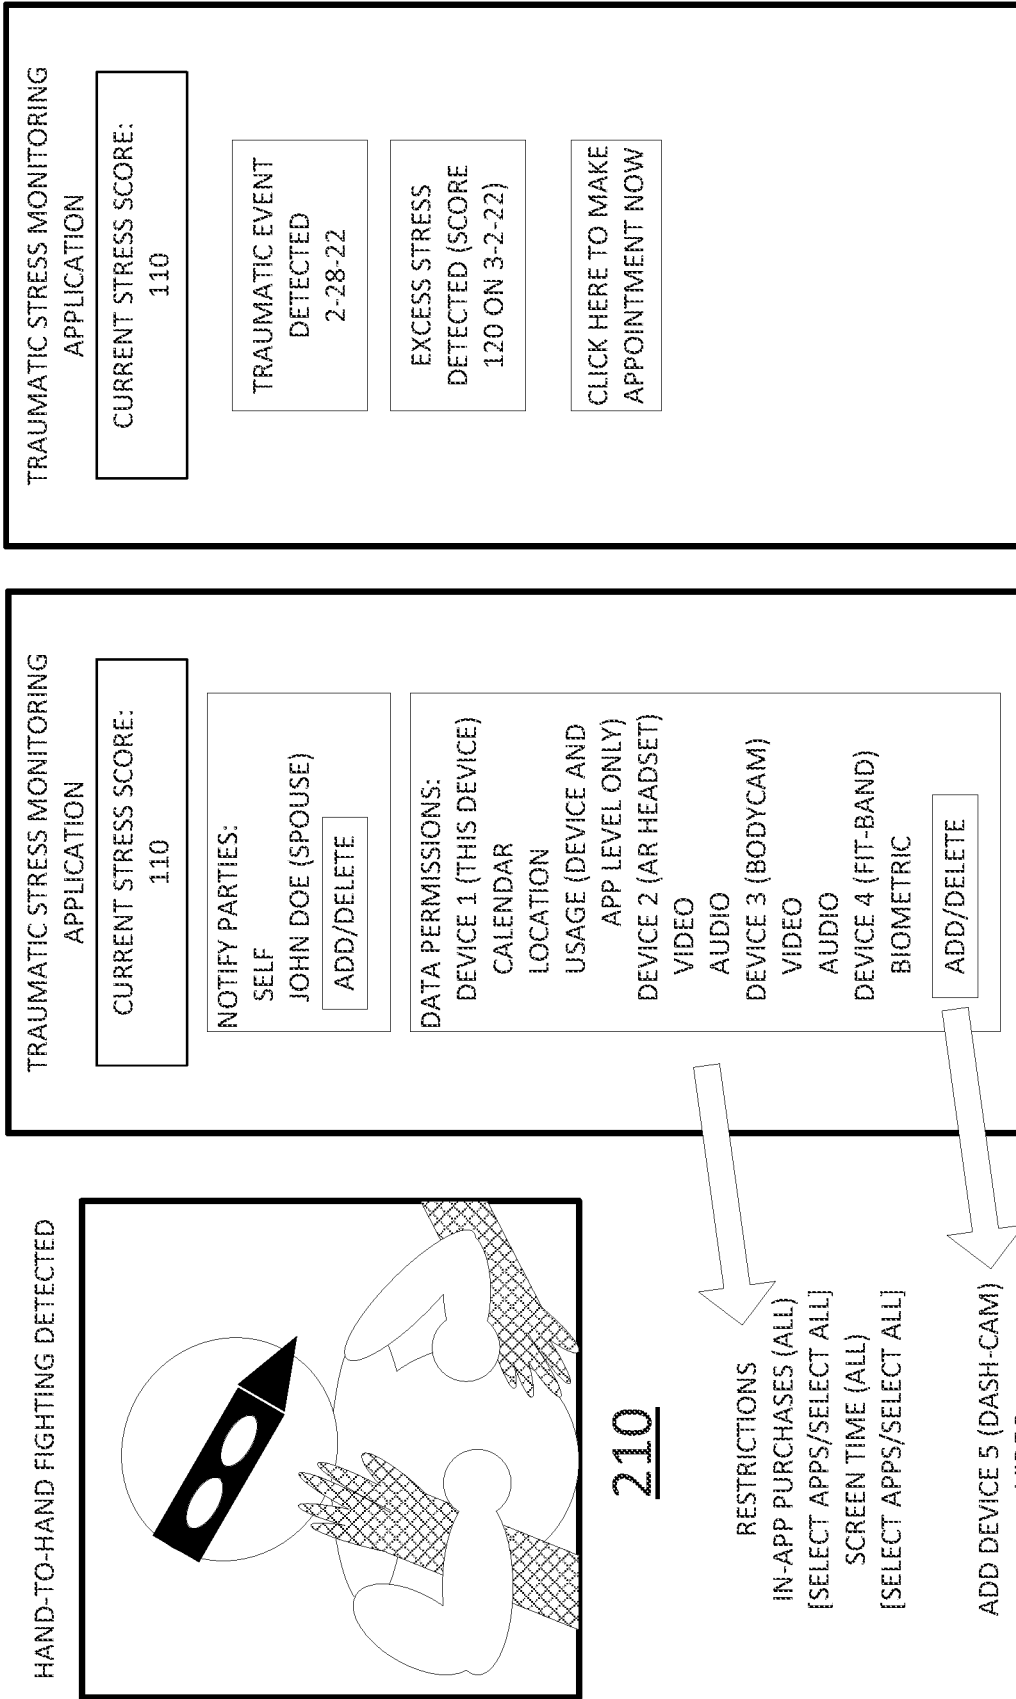 HAND-TO-HAND FIGHTING DETECTED
210
RESTRICTIONS
IN-APP PURCHASES (ALL)
[SELECT APPS/SELECT ALL]
SCREEN TIME (ALL)
[SELECT APPS/SELECT ALL]
ADD DEVICE 5 (DASH-CAM)
TRAUMATIC STRESS MONITORING
APPLICATION
CURRENT STRESS SCORE:
110
NOTIFY PARTIES:
SELF
JOHN DOE (SPOUSE)
ADD/DELETE
DATA PERMISSIONS:
DEVICE 1 (THIS DEVICE)
CALENDAR
LOCATION
USAGE (DEVICE AND
APP LEVEL ONLY)
DEVICE 2 (AR HEADSET)
VIDEO
AUDIO
DEVICE 3 (BODYCAM)
VIDEO
AUDIO
DEVICE 4 (FIT-BAND)
BIOMETRIC
ADD/DELETE
TRAUMATIC STRESS MONITORING
APPLICATION
CURRENT STRESS SCORE:
110
TRAUMATIC EVENT
DETECTED
2-28-22
EXCESS STRESS
DETECTED (SCORE
120 ON 3-2-22)
CLICK HERE TO MAKE
APPOINTMENT NOW